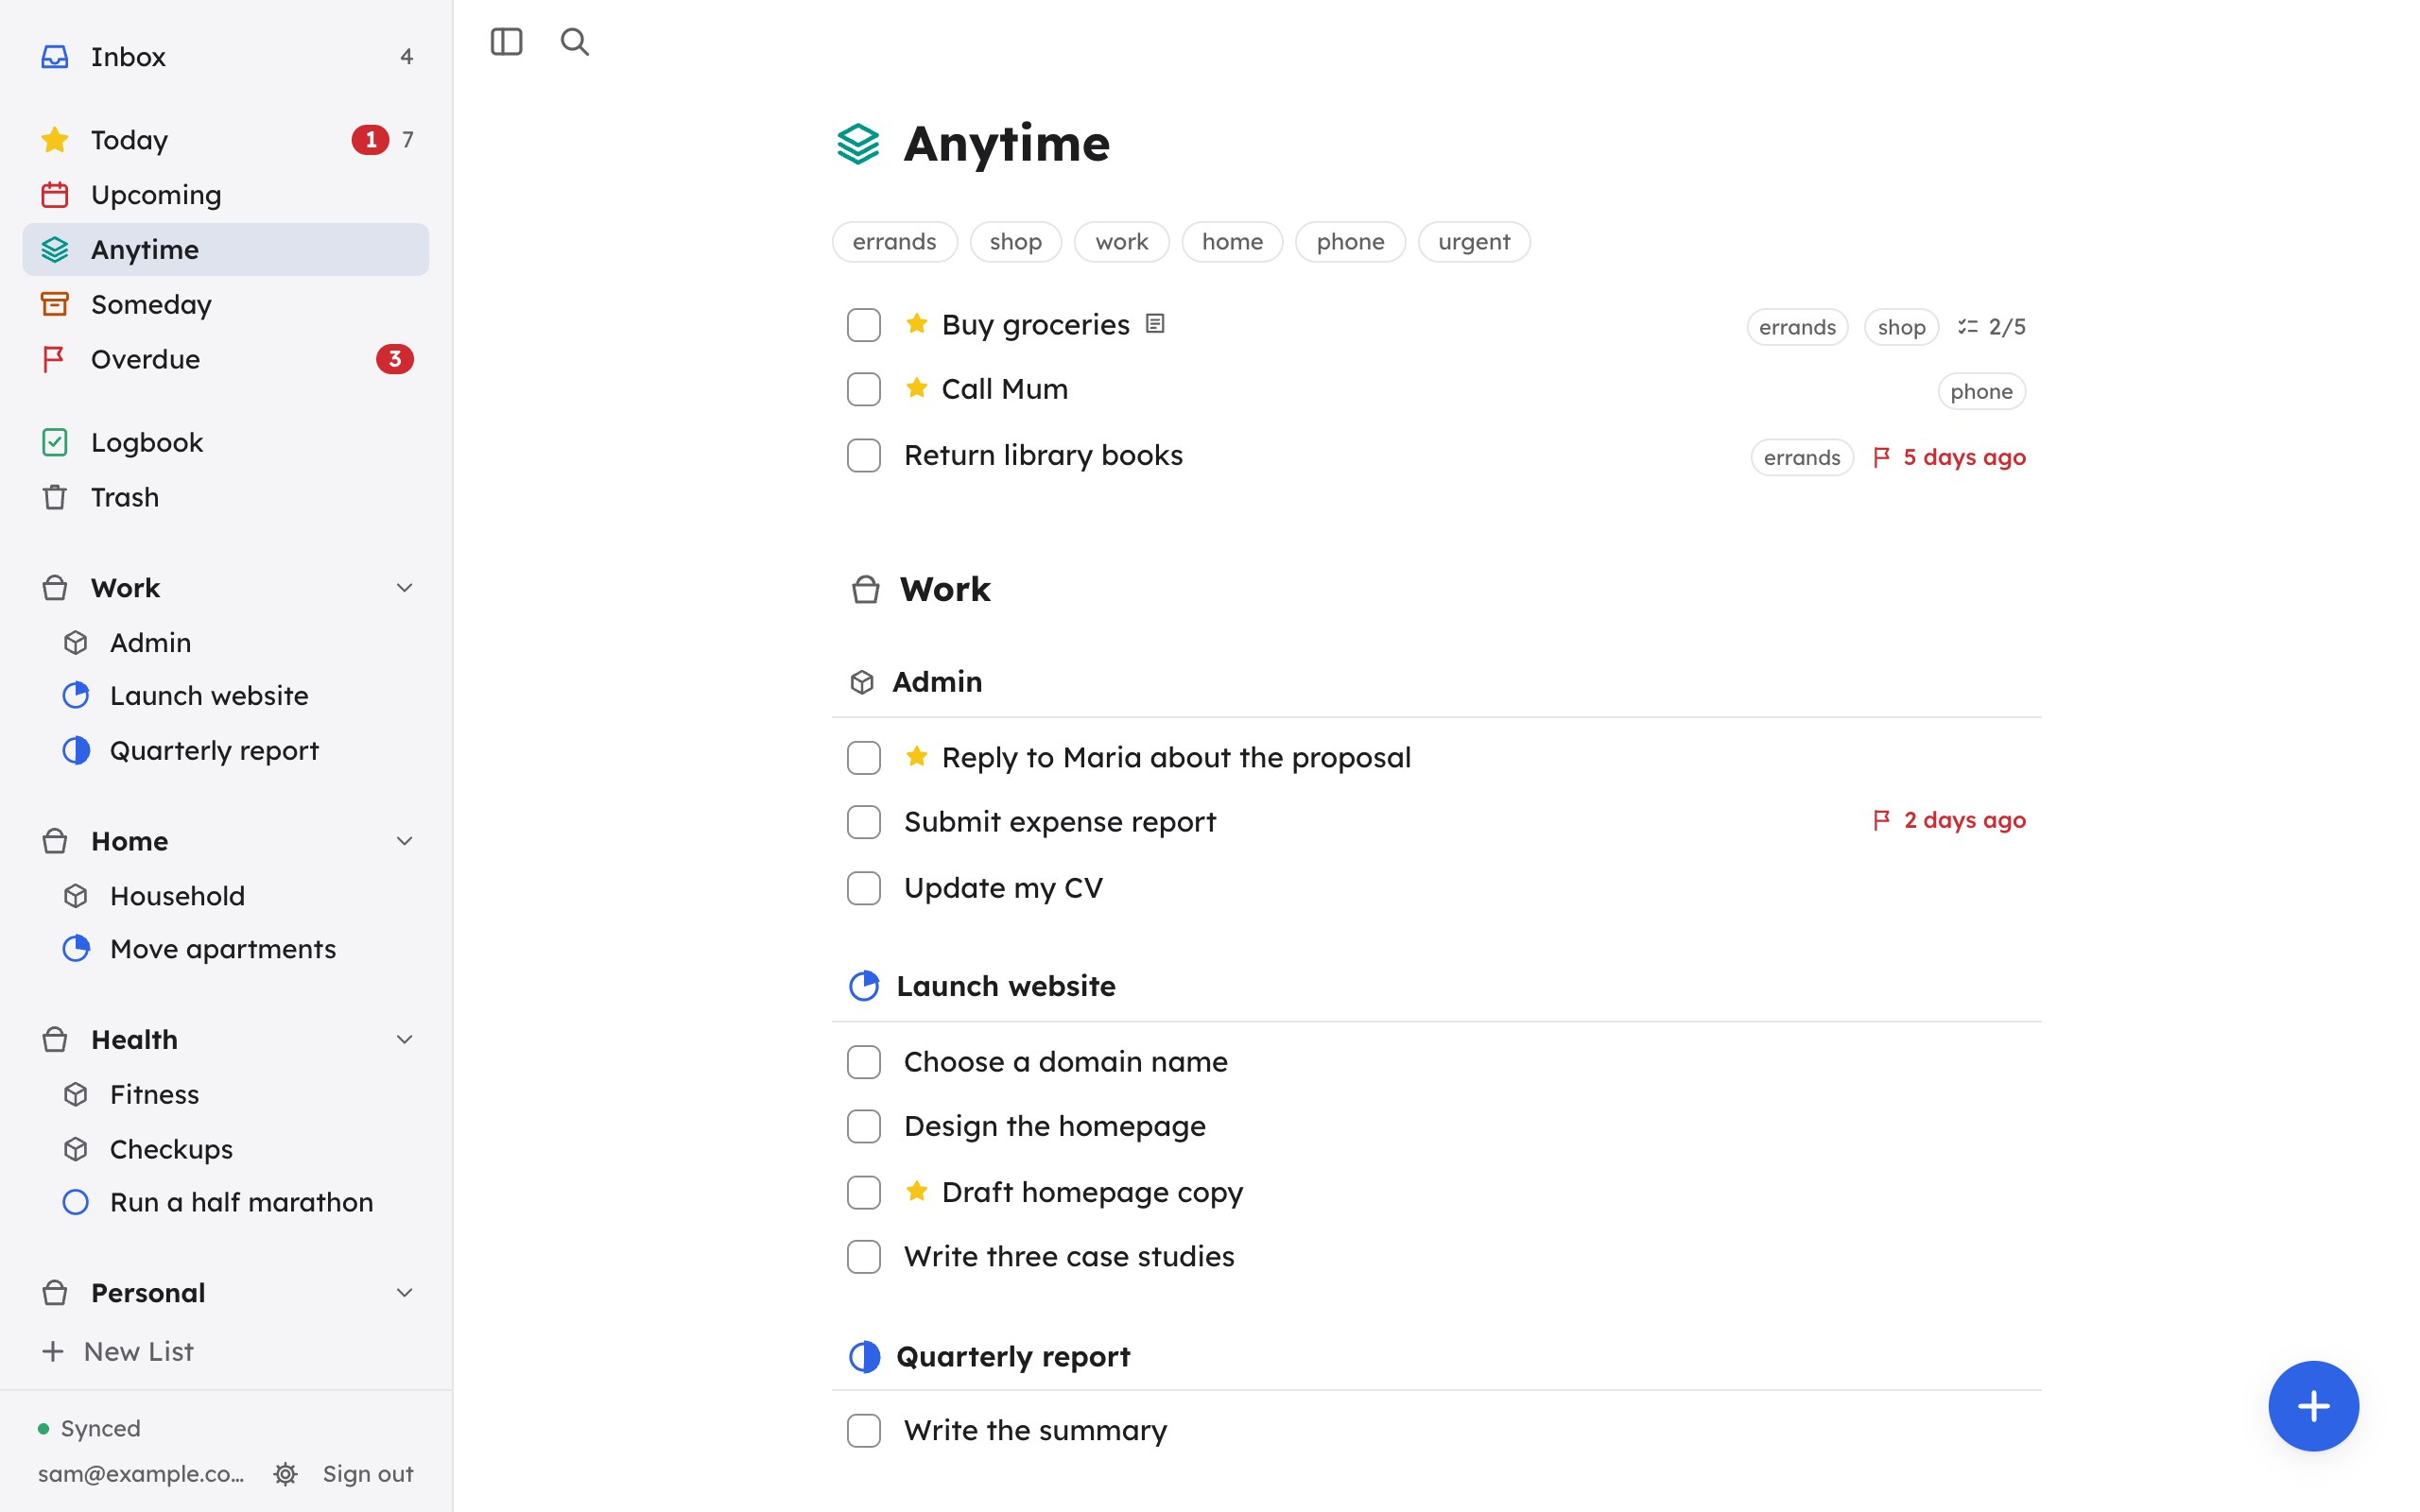 Inbox 4
Today 1 7
Upcoming
Anytime
Someday
Overdue 3
Logbook
Trash
Work
Admin
Launch website
Quarterly report
Home
Household
Move apartments
Health
Fitness
Checkups
Run a half marathon
Personal
New List
Synced
sam@example.co... Sign out
Anytime
errands shop work home phone urgent
Buy groceries errands shop 2/5
Call Mum phone
Return library books errands 5 days ago
Work
Admin
Reply to Maria about the proposal
Submit expense report 2 days ago
Update my CV
Launch website
Choose a domain name
Design the homepage
Draft homepage copy
Write three case studies
Quarterly report
Write the summary